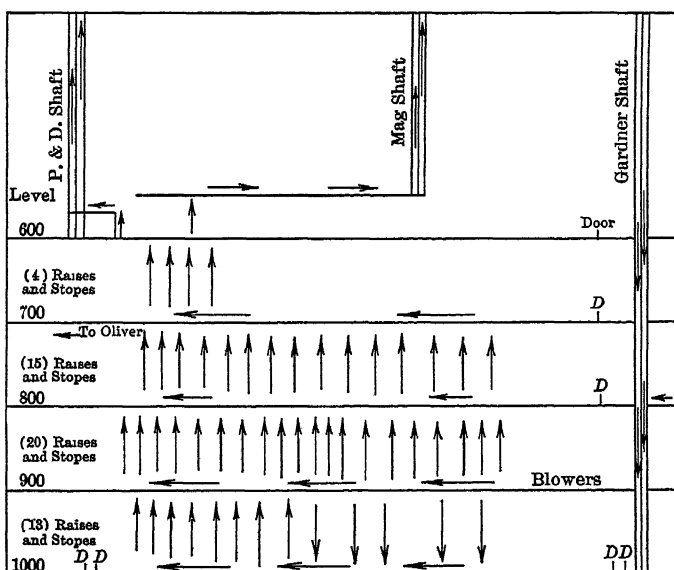 P. & D. Shaft
Mag Shaft
Gardner Shaft
Level
600
Door
(4) Raises
and Stopes
700
D
To Oliver
(15) Raises
and Stopes
800
D
(20) Raises
and Stopes
900
Blowers
(13) Raises
and Stopes
1000
D D
D D